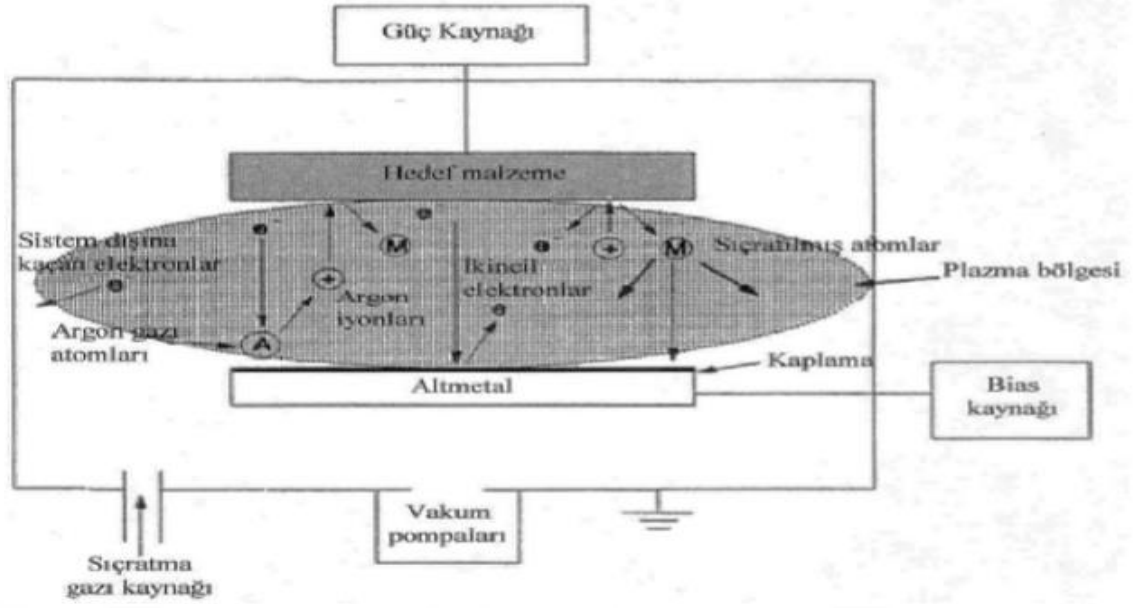 Güç Kaynağı
Hedef malzeme
e
e
Sistem dışına
kaçan elektronlar
M
e
+
M
Sıçratılmış atomlar
İkincil
elektronlar
Plazma bölgesi
e
+
Argon
iyonları
e
Argon gazı
atomları
A
Kaplama
Altmetal
Bias
kaynağı
Vakum
pompaları
Sıçratma
gazı kaynağı